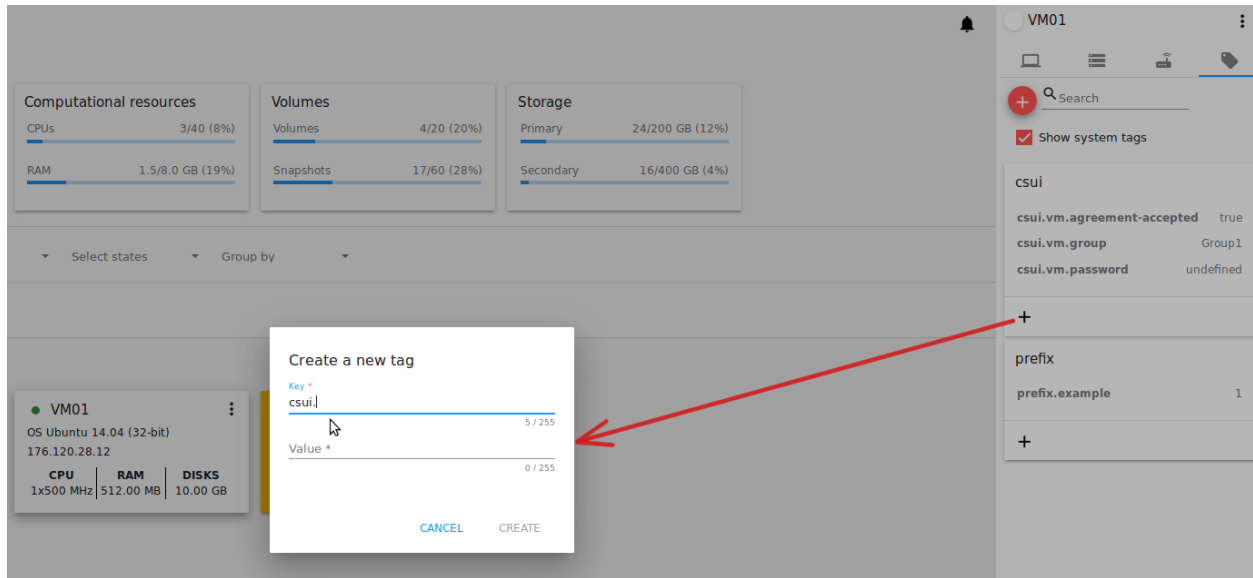 VM01
Search
Show system tags
Computational resources
CPUs 3/40 (8%)
RAM 1.5/8.0 GB (19%)
Volumes
Volumes 4/20 (20%)
Snapshots 17/60 (28%)
Storage
Primary 24/200 GB (12%)
Secondary 16/400 GB (4%)
csui
csui.vm.agreement-accepted true
csui.vm.group Group1
csui.vm.password undefined
+
Select states Group by
Create a new tag
Key *
csui.
5 / 255
Value *
0 / 255
CANCEL CREATE
prefix
prefix.example 1
+
VM01
OS Ubuntu 14.04 (32-bit)
176.120.28.12
CPU RAM DISKS
1x500 MHz 512.00 MB 10.00 GB